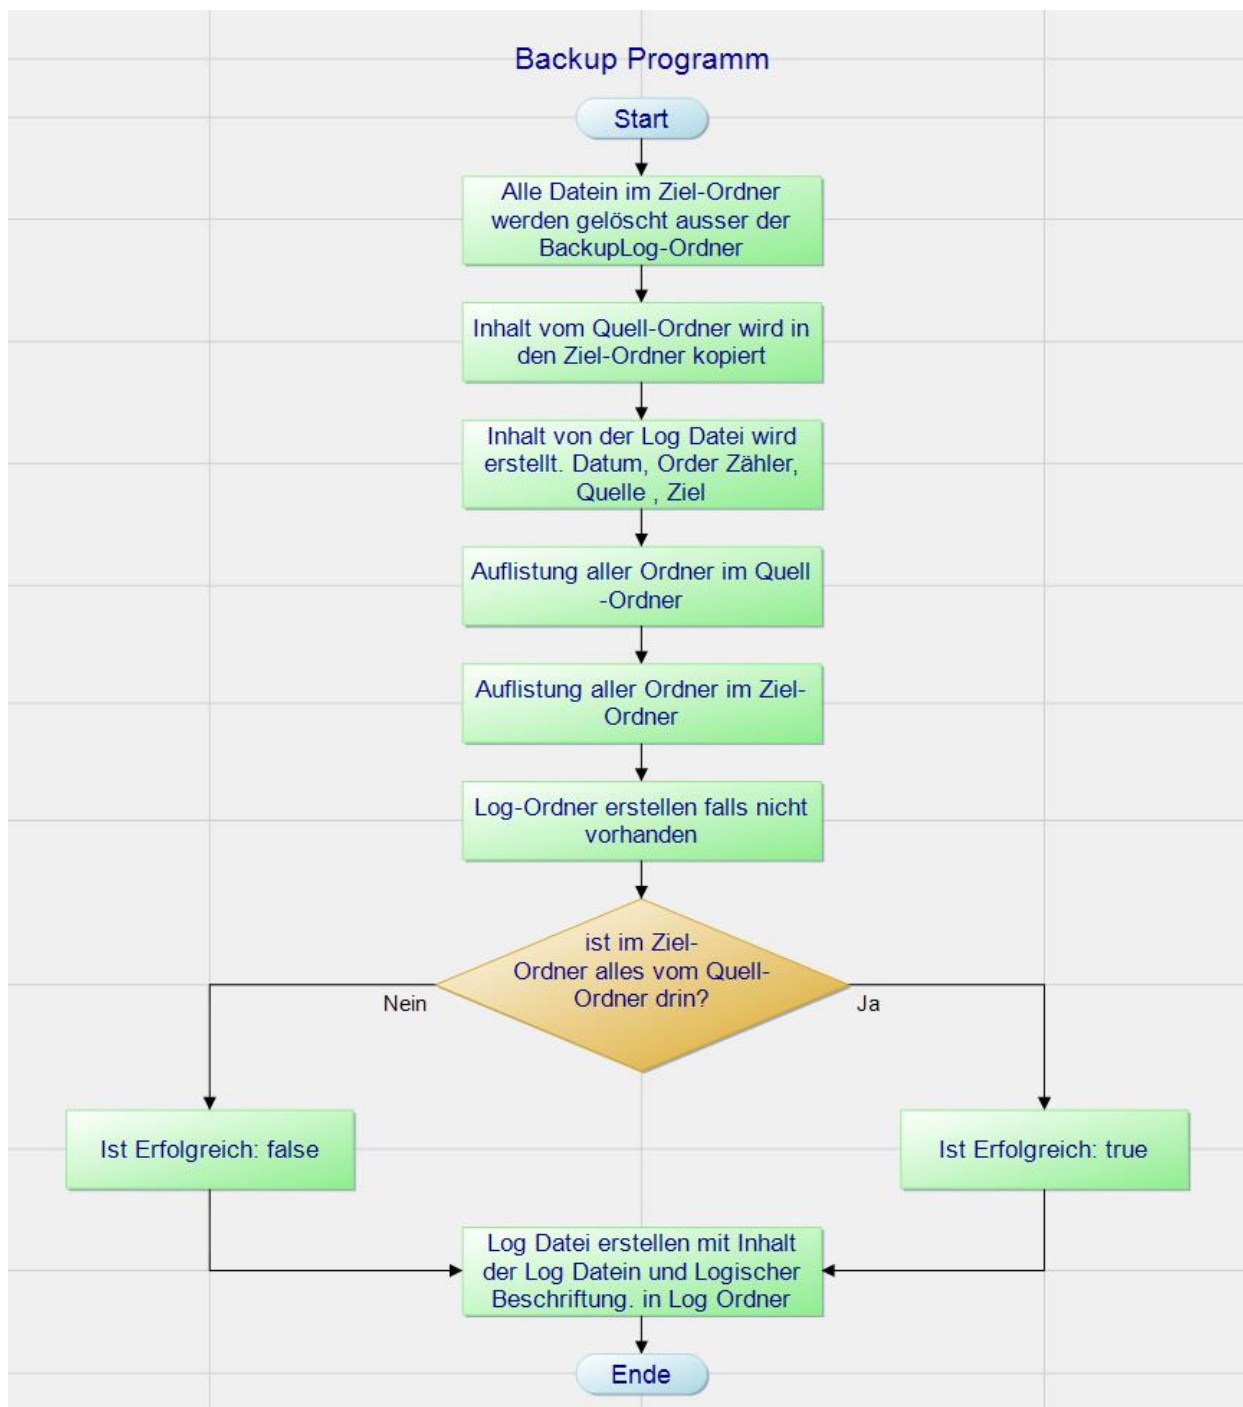 Backup Programm
Start
Alle Datein im Ziel-Ordner
werden gelöscht ausser der
BackupLog-Ordner
Inhalt vom Quell-Ordner wird in
den Ziel-Ordner kopiert
Inhalt von der Log Datei wird
erstellt. Datum, Order Zähler,
Quelle , Ziel
Auflistung aller Ordner im Quell
-Ordner
Auflistung aller Ordner im Ziel-
Ordner
Log-Ordner erstellen falls nicht
vorhanden
ist im Ziel-
Ordner alles vom Quell-
Ordner drin?
Nein
Ja
Ist Erfolgreich: false
Ist Erfolgreich: true
Log Datei erstellen mit Inhalt
der Log Datein und Logischer
Beschriftung. in Log Ordner
Ende